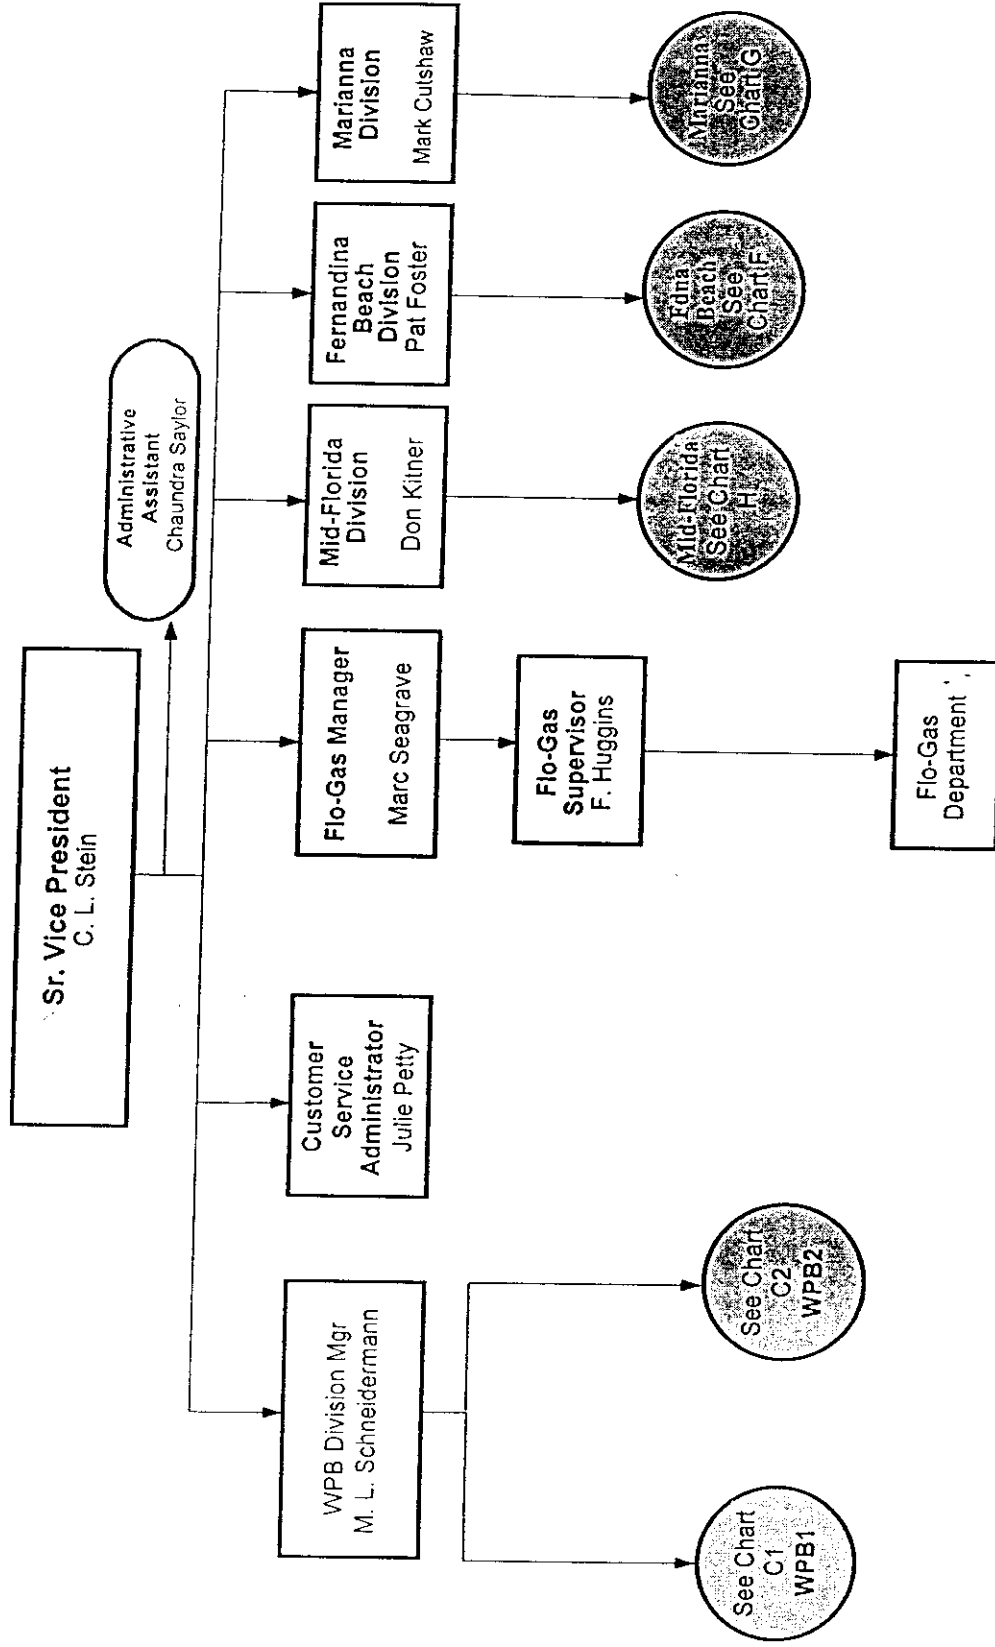 Sr. Vice President
C. L. Stein
Administrative
Assistant
Chaundra Saylor
WPB Division Mgr
M. L. Schneidermann
Customer
Service
Administrator
Julie Petty
Flo-Gas Manager
Marc Seagrave
Mid-Florida
Division
Don Kitner
Fernandina
Beach
Division
Pat Foster
Marianna
Division
Mark Cutshaw
Flo-Gas
Supervisor
F. Huggins
See Chart
C1
WPB1
See Chart
C2
WPB2
Mid-Florida
See Chart
H
Fdna
Beach
See
Chart F
Marianna
See
Chart G
Flo-Gas
Department